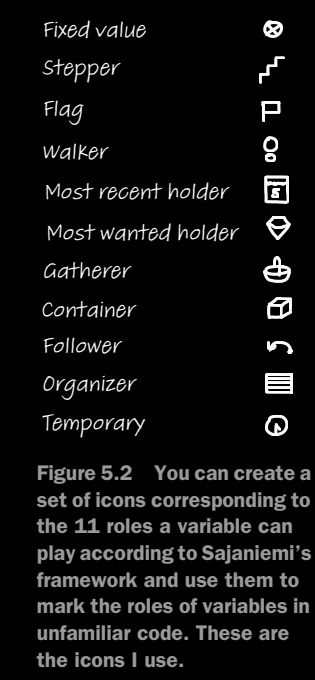 Fixed value
Stepper
Flag
Walker
Most recent holder
Most wanted holder
Gatherer
Container
Follower
Organizer
Temporary
Figure 5.2 You can create a
set of icons corresponding to
the 11 roles a variable can
play according to Sajaniemi's
framework and use them to
mark the roles of variables in
unfamiliar code. These are
the icons I use.